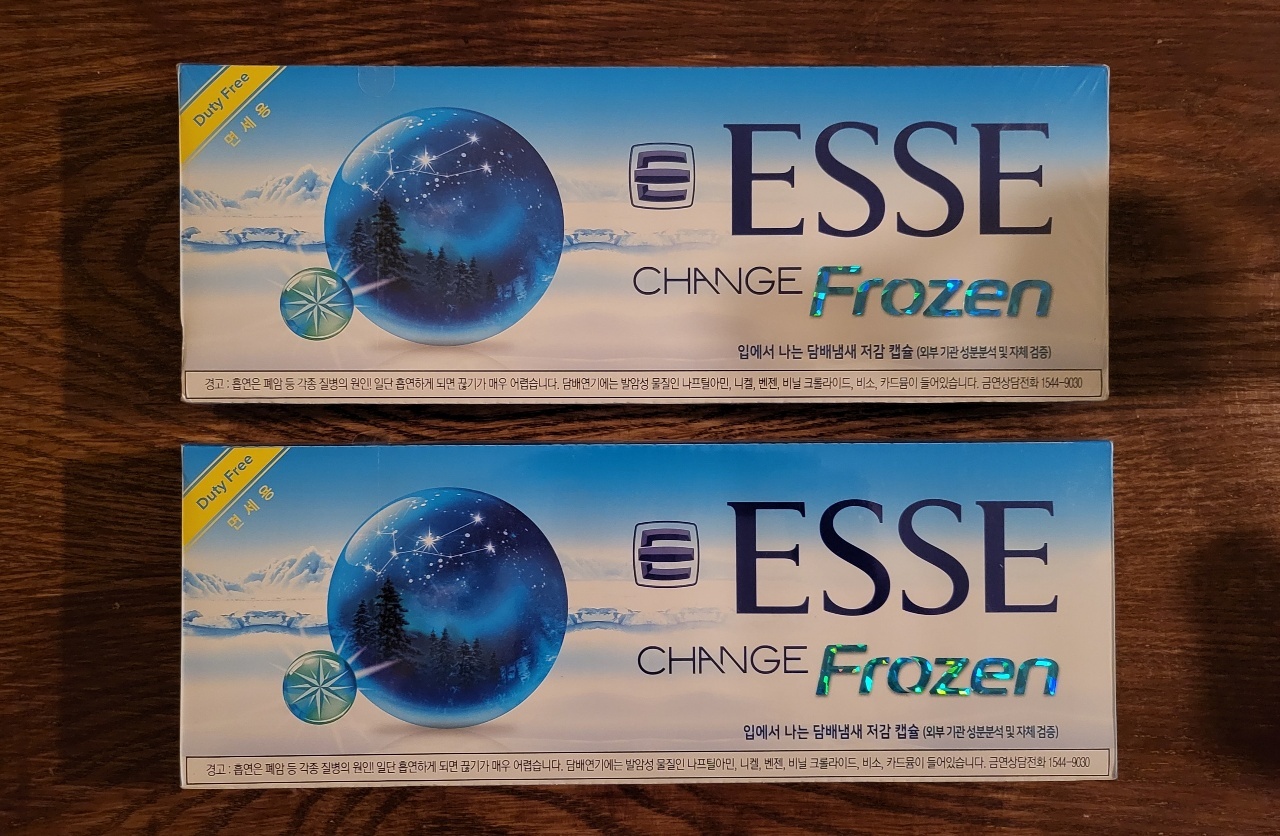 Duty Free
면세용
E ESSE
CHANGE Frozen
입에서 나는 담배냄새 저감 캡슐 (외부 기관 성분분석 및 자체 검증)
경고 : 흡연은 폐암 등 각종 질병의 원인! 일단 흡연하게 되면 끊기가 매우 어렵습니다. 담배연기에는 발암성 물질인 나프틸아민, 니켈, 벤젠, 비닐 크롤라이드, 비소, 카드뮴이 들어있습니다. 금연상담전화 1544-9030
Duty Free
면세용
E ESSE
CHANGE Frozen
입에서 나는 담배냄새 저감 캡슐 (외부 기관 성분분석 및 자체 검증)
경고 : 흡연은 폐암 등 각종 질병의 원인! 일단 흡연하게 되면 끊기가 매우 어렵습니다. 담배연기에는 발암성 물질인 나프틸아민, 니켈, 벤젠, 비닐 크롤라이드, 비소, 카드뮴이 들어있습니다. 금연상담전화 1544-9030